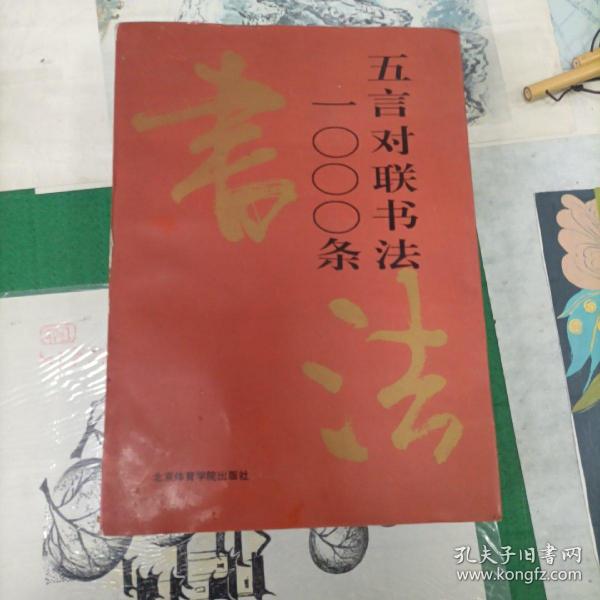 五言对联书法
一〇〇〇条
書
法
北京体育学院出版社
孔夫子旧书网
www.kongfz.com